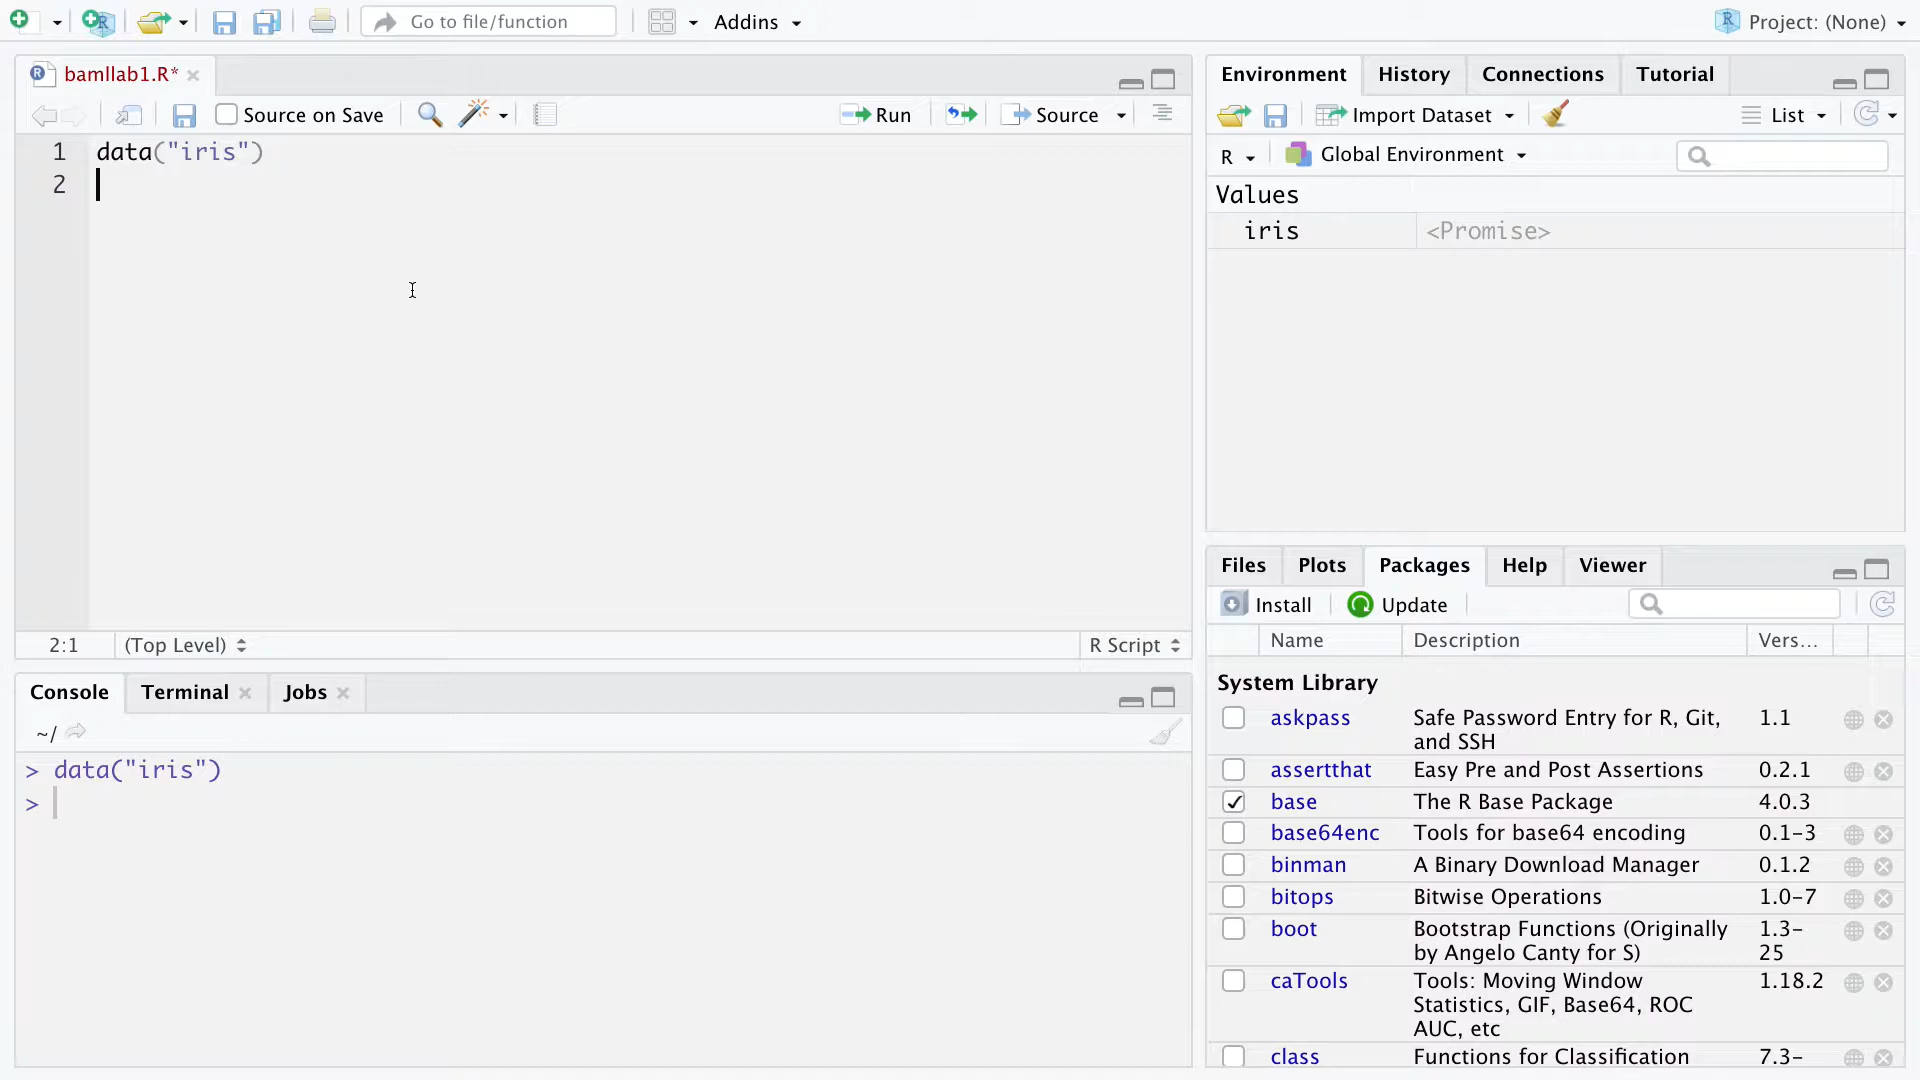 Go to file/function
Addins
Project: (None)
bamllab1.R*
Source on Save
Run
Source
1 data("iris")
2
2:1 (Top Level) R Script
Console Terminal Jobs
~/
> data("iris")
>
Environment History Connections Tutorial
Import Dataset List
R Global Environment
Values
iris <Promise>
Files Plots Packages Help Viewer
Install Update
Name Description Vers...
System Library
askpass Safe Password Entry for R, Git, 1.1
and SSH
assertthat Easy Pre and Post Assertions 0.2.1
base The R Base Package 4.0.3
base64enc Tools for base64 encoding 0.1-3
binman A Binary Download Manager 0.1.2
bitops Bitwise Operations 1.0-7
boot Bootstrap Functions (Originally 1.3-
by Angelo Canty for S) 25
caTools Tools: Moving Window 1.18.2
Statistics, GIF, Base64, ROC
AUC, etc
class Functions for Classification 7.3-